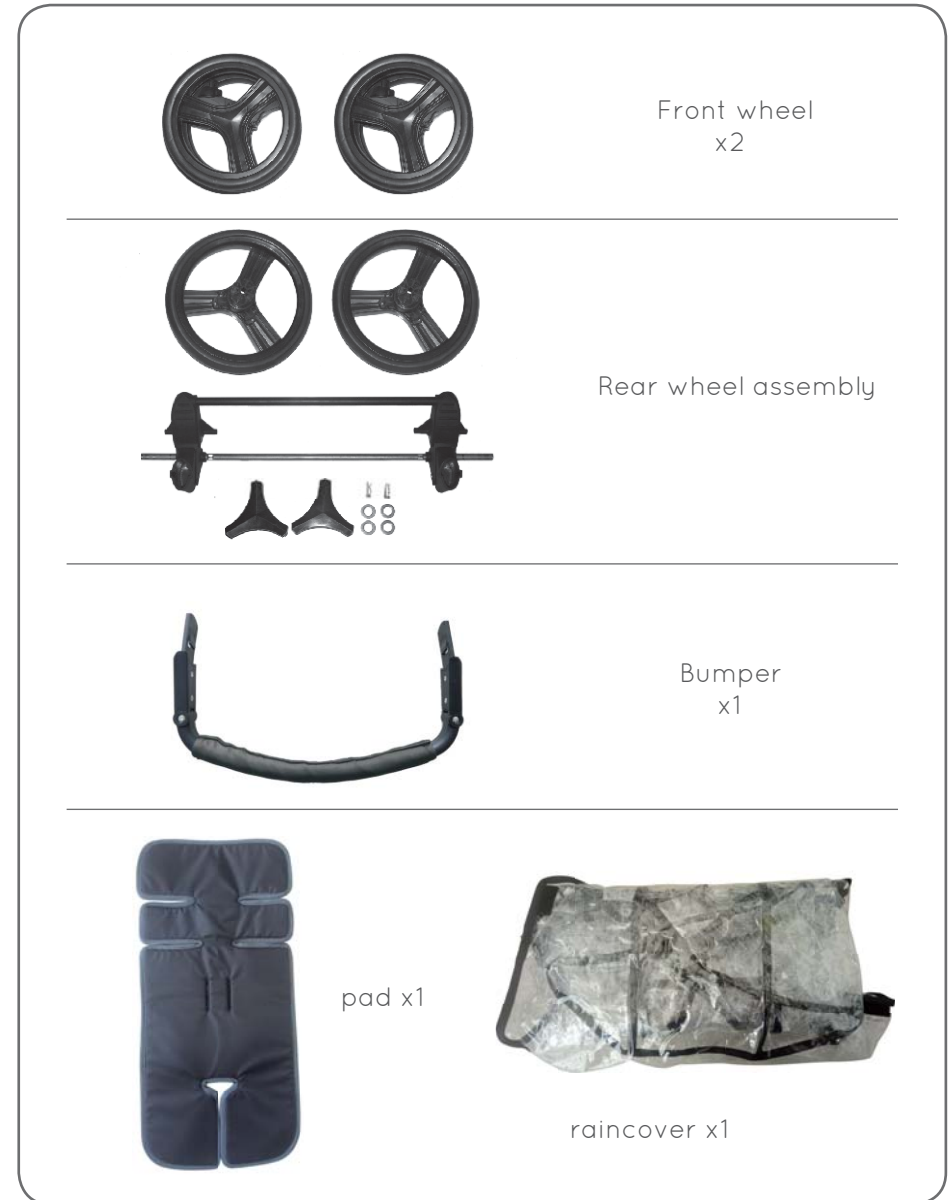 Front wheel
x2
Rear wheel assembly
Bumper
x1
pad x1
raincover x1